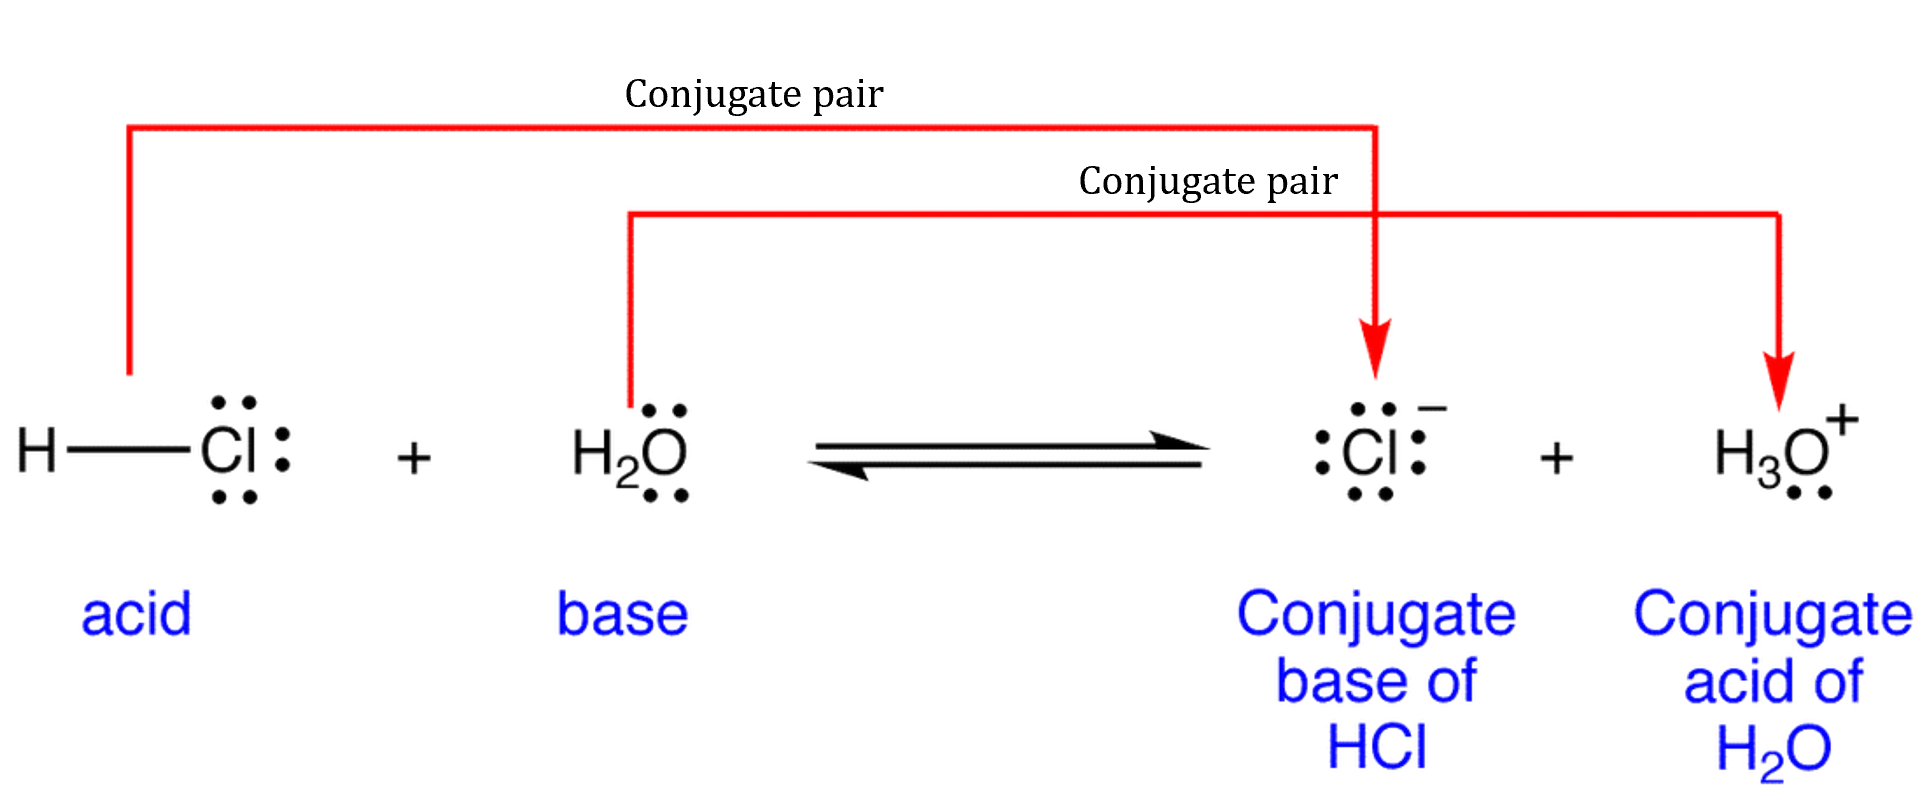 Conjugate pair
Conjugate pair
H—Cl + H₂O ⇌ Cl⁻ + H₃O⁺
acid base Conjugate base of HCl Conjugate acid of H₂O